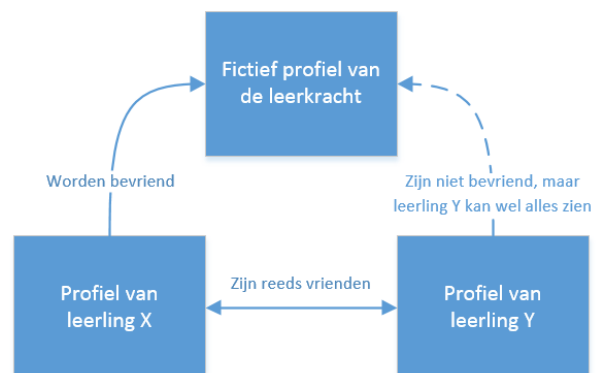 Fictief profiel van
de leerkracht
Worden bevriend
Zijn niet bevriend, maar
leerling Y kan wel alles zien
Profiel van
leerling X
Zijn reeds vrienden
Profiel van
leerling Y